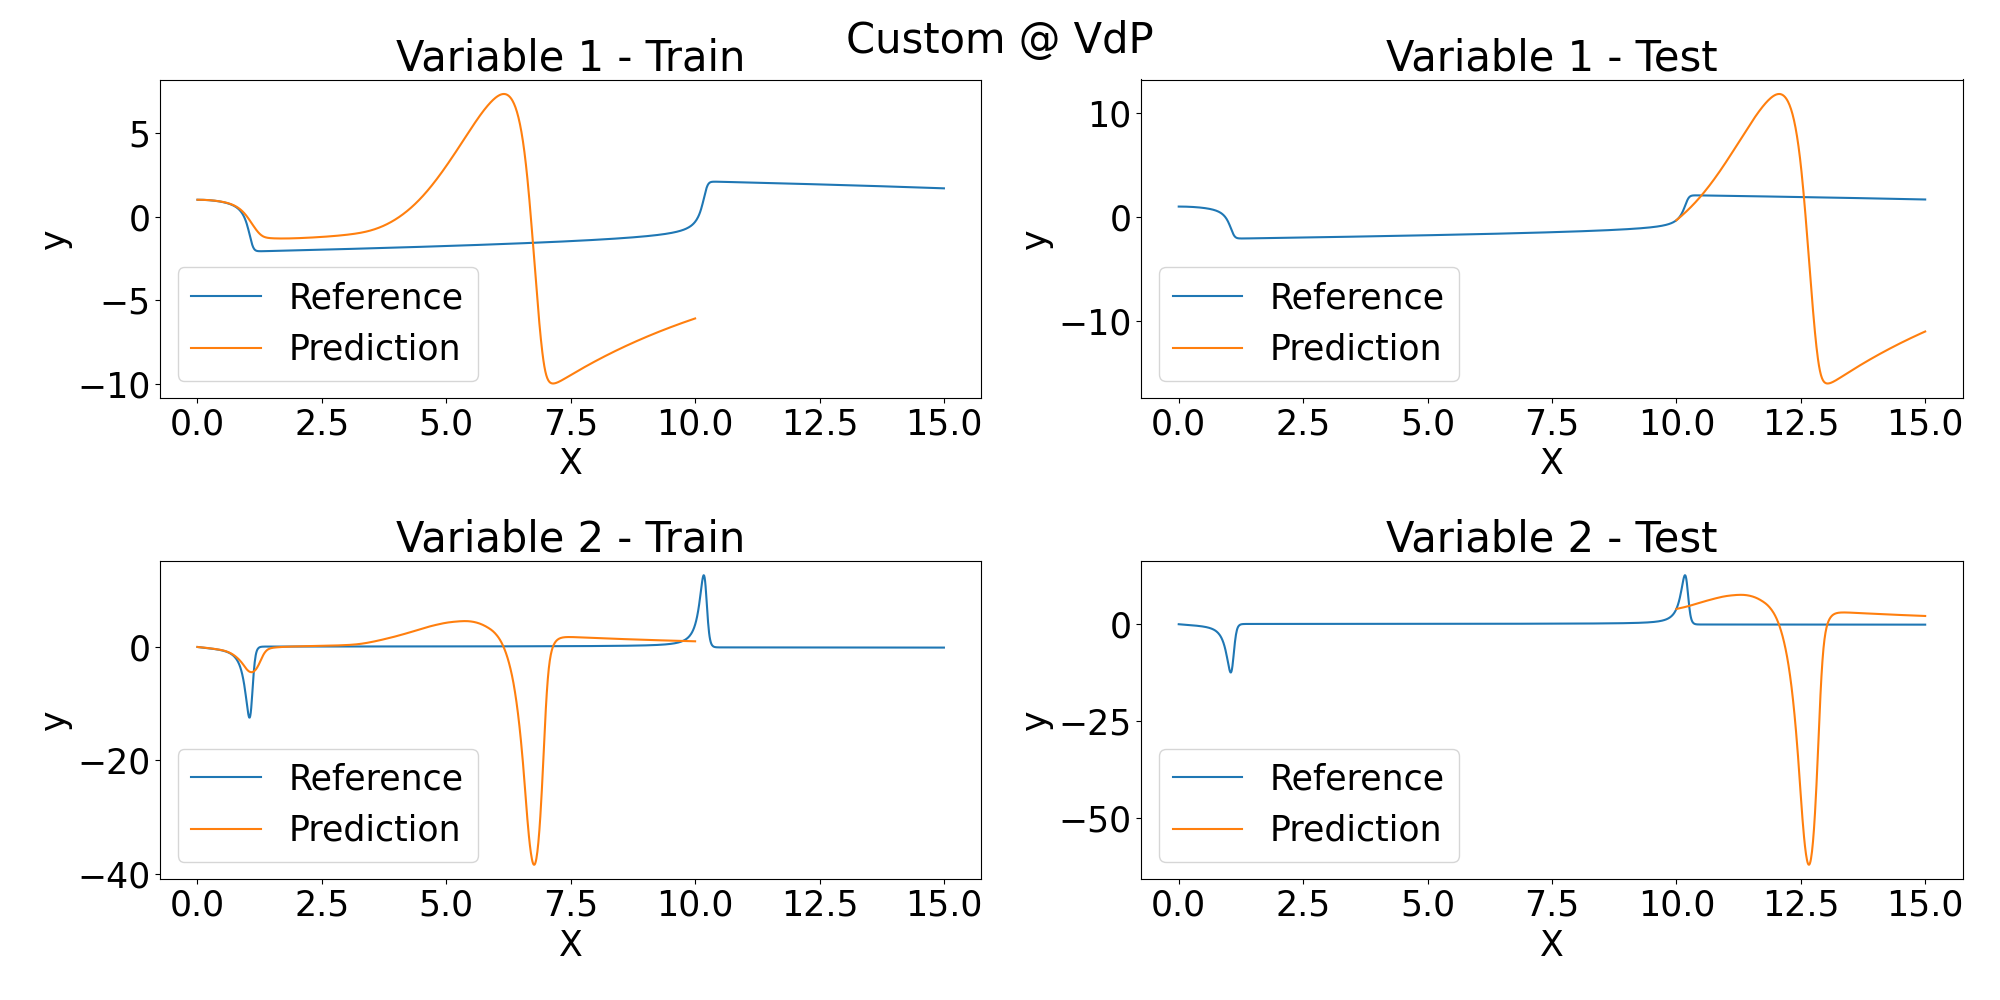 Custom @ VdP
Variable 1 - Train
5
0
−5
−10
y
Reference
Prediction
0.0 2.5 5.0 7.5 10.0 12.5 15.0
X
Variable 1 - Test
10
0
−10
y
Reference
Prediction
0.0 2.5 5.0 7.5 10.0 12.5 15.0
X
Variable 2 - Train
0
−20
−40
y
Reference
Prediction
0.0 2.5 5.0 7.5 10.0 12.5 15.0
X
Variable 2 - Test
0
−25
−50
y
Reference
Prediction
0.0 2.5 5.0 7.5 10.0 12.5 15.0
X